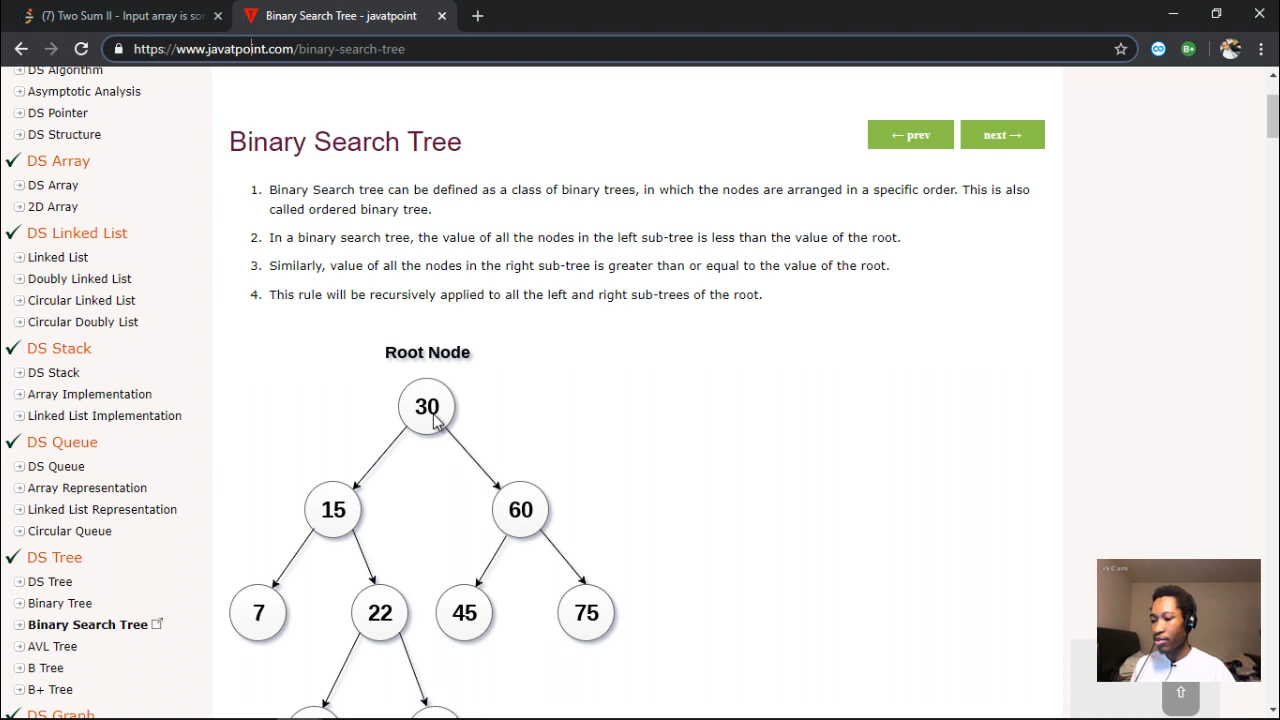 (7) Two Sum II - Input array is sor
Binary Search Tree - javatpoint
https://www.javatpoint.com/binary-search-tree
B+
DS Algorithm
Asymptotic Analysis
DS Pointer
DS Structure
DS Array
DS Array
2D Array
DS Linked List
Linked List
Doubly Linked List
Circular Linked List
Circular Doubly List
DS Stack
DS Stack
Array Implementation
Linked List Implementation
DS Queue
DS Queue
Array Representation
Linked List Representation
Circular Queue
DS Tree
DS Tree
Binary Tree
Binary Search Tree
AVL Tree
B Tree
B+ Tree
DS Graph
Binary Search Tree
← prev
next →
1. Binary Search tree can be defined as a class of binary trees, in which the nodes are arranged in a specific order. This is also
called ordered binary tree.
2. In a binary search tree, the value of all the nodes in the left sub-tree is less than the value of the root.
3. Similarly, value of all the nodes in the right sub-tree is greater than or equal to the value of the root.
4. This rule will be recursively applied to all the left and right sub-trees of the root.
Root Node
30
15 60
7 22 45 75
iVCam